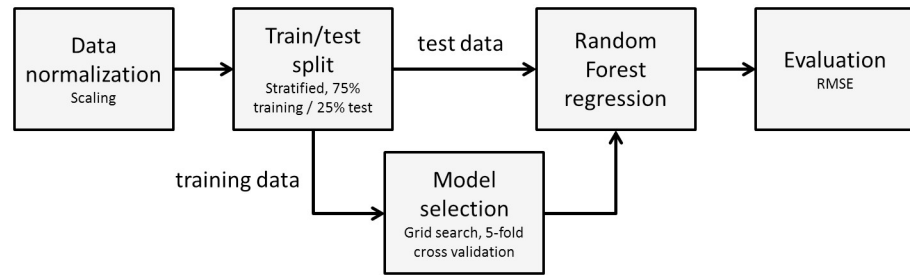 Data
normalization
Scaling
Train/test
split
Stratified, 75%
training / 25% test
test data
Random
Forest
regression
Evaluation
RMSE
training data
Model
selection
Grid search, 5-fold
cross validation